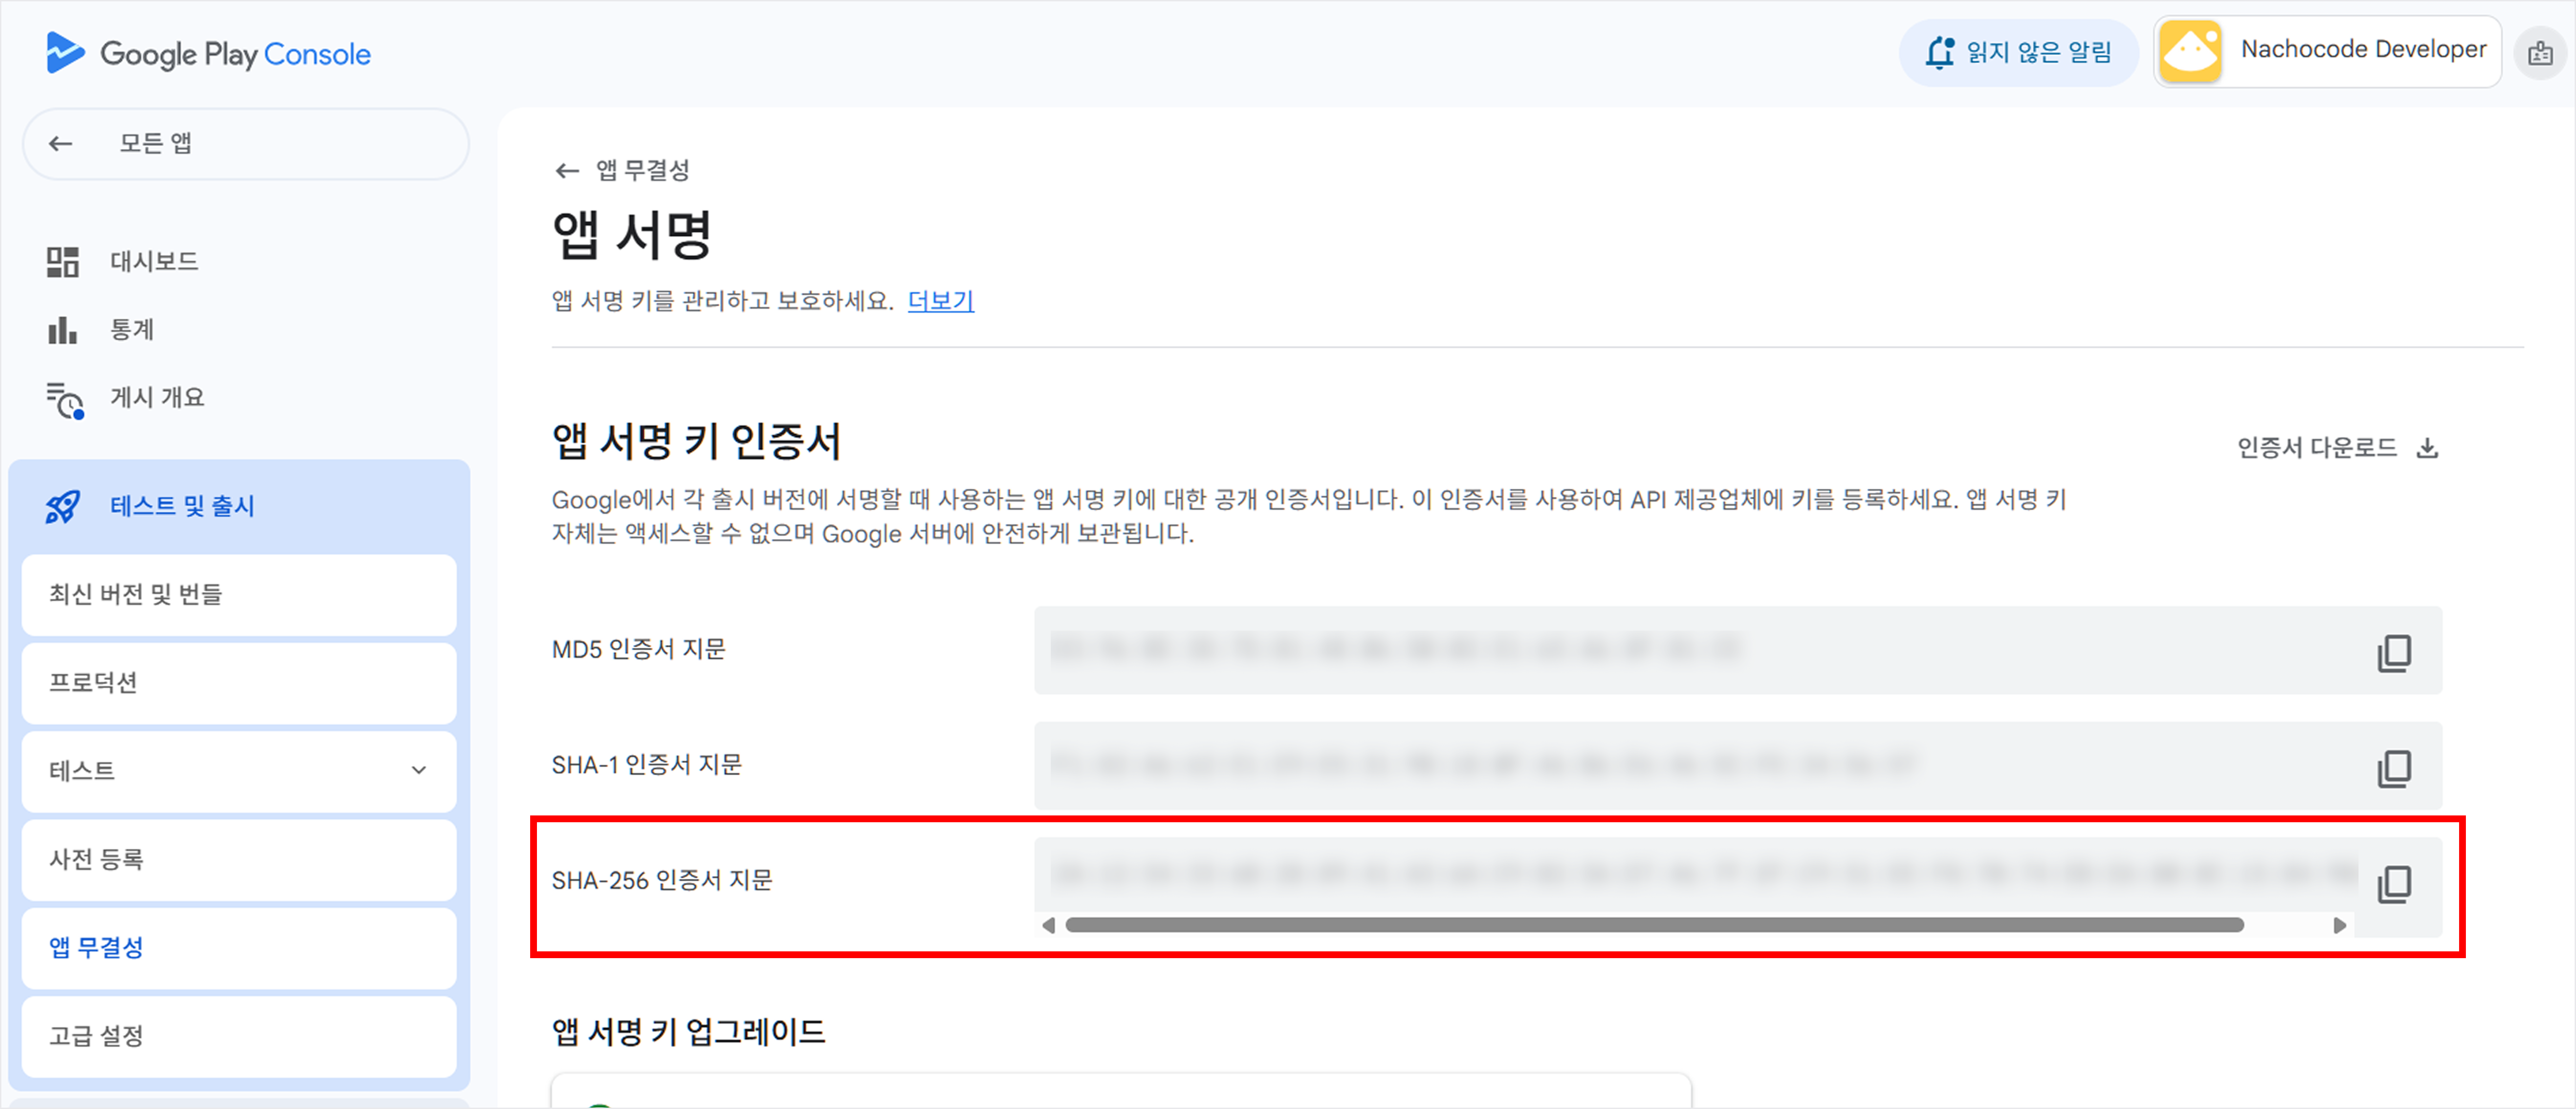 Google Play Console
읽지 않은 알림
Nachocode Developer
모든 앱
대시보드
통계
게시 개요
테스트 및 출시
최신 버전 및 번들
프로덕션
테스트
사전 등록
앱 무결성
고급 설정
앱 무결성
앱 서명
앱 서명 키를 관리하고 보호하세요. 더보기
앱 서명 키 인증서
인증서 다운로드
Google에서 각 출시 버전에 서명할 때 사용하는 앱 서명 키에 대한 공개 인증서입니다. 이 인증서를 사용하여 API 제공업체에 키를 등록하세요. 앱 서명 키
자체는 액세스할 수 없으며 Google 서버에 안전하게 보관됩니다.
MD5 인증서 지문
SHA-1 인증서 지문
SHA-256 인증서 지문
앱 서명 키 업그레이드